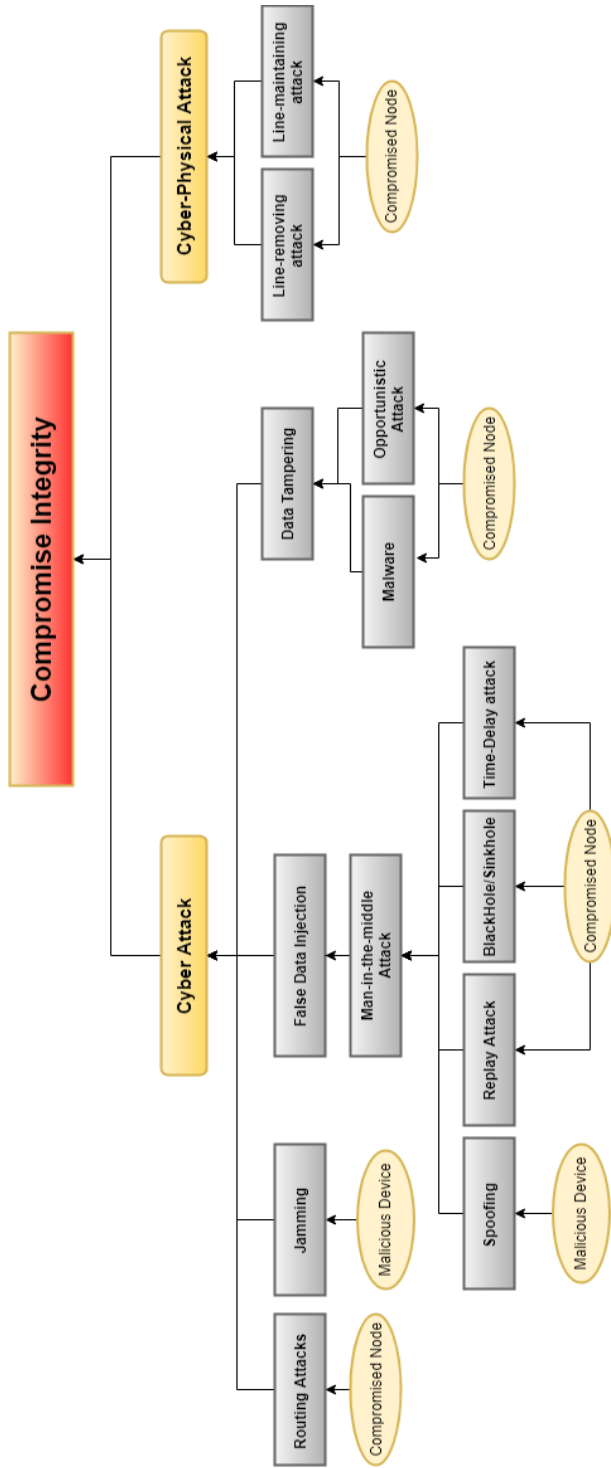 Compromise Integrity
Cyber Attack
Cyber-Physical Attack
Routing Attacks
Jamming
False Data Injection
Data Tampering
Line-removing
attack
Line-maintaining
attack
Compromised Node
Malicious Device
Man-in-the-middle
Attack
Malware
Opportunistic
Attack
Compromised Node
Spoofing
Replay Attack
BlackHole/Sinkhole
Time-Delay attack
Compromised Node
Malicious Device
Compromised Node